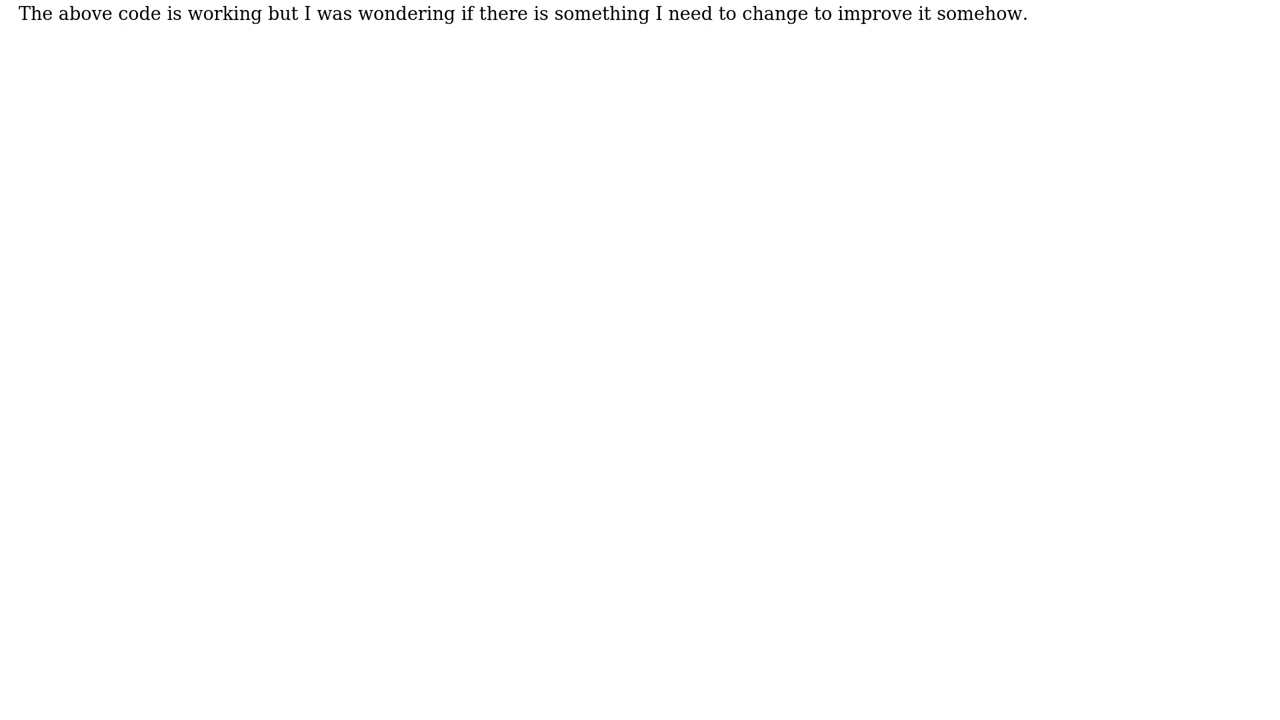 The above code is working but I was wondering if there is something I need to change to improve it somehow.